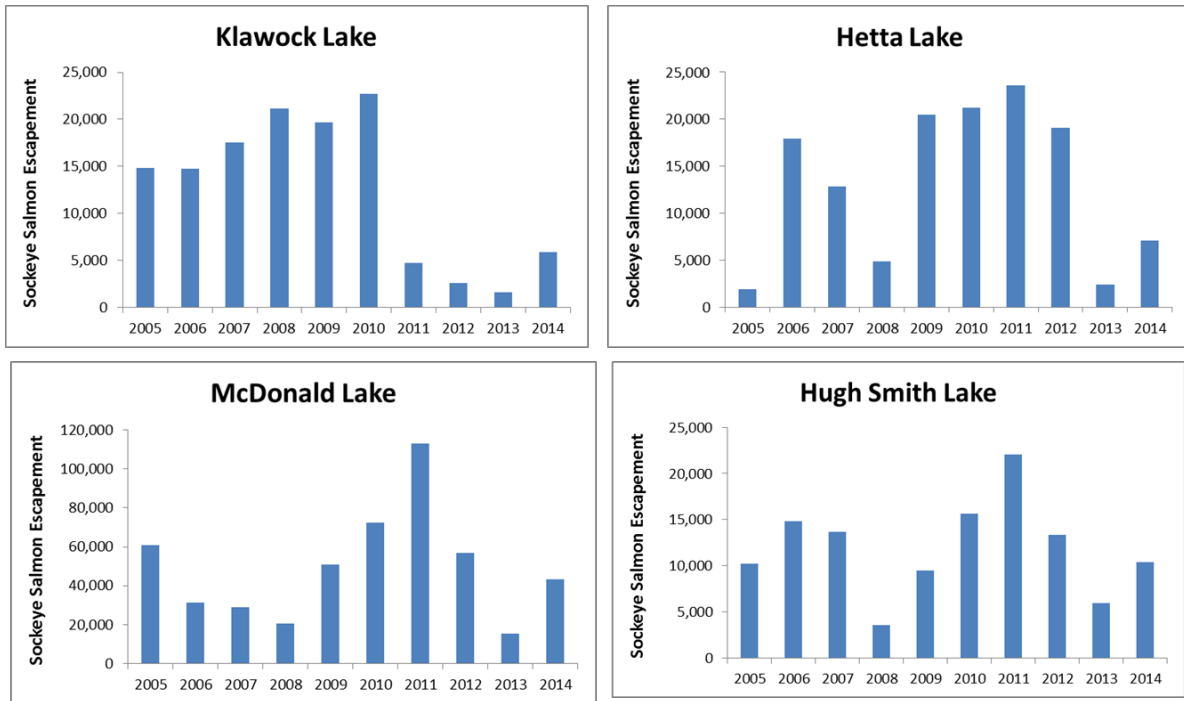 Klawock Lake
Sockeye Salmon Escapement
25,000
20,000
15,000
10,000
5,000
0
2005 2006 2007 2008 2009 2010 2011 2012 2013 2014
Hetta Lake
Sockeye Salmon Escapement
25,000
20,000
15,000
10,000
5,000
0
2005 2006 2007 2008 2009 2010 2011 2012 2013 2014
McDonald Lake
Sockeye Salmon Escapement
120,000
100,000
80,000
60,000
40,000
20,000
0
2005 2006 2007 2008 2009 2010 2011 2012 2013 2014
Hugh Smith Lake
Sockeye Salmon Escapement
25,000
20,000
15,000
10,000
5,000
0
2005 2006 2007 2008 2009 2010 2011 2012 2013 2014